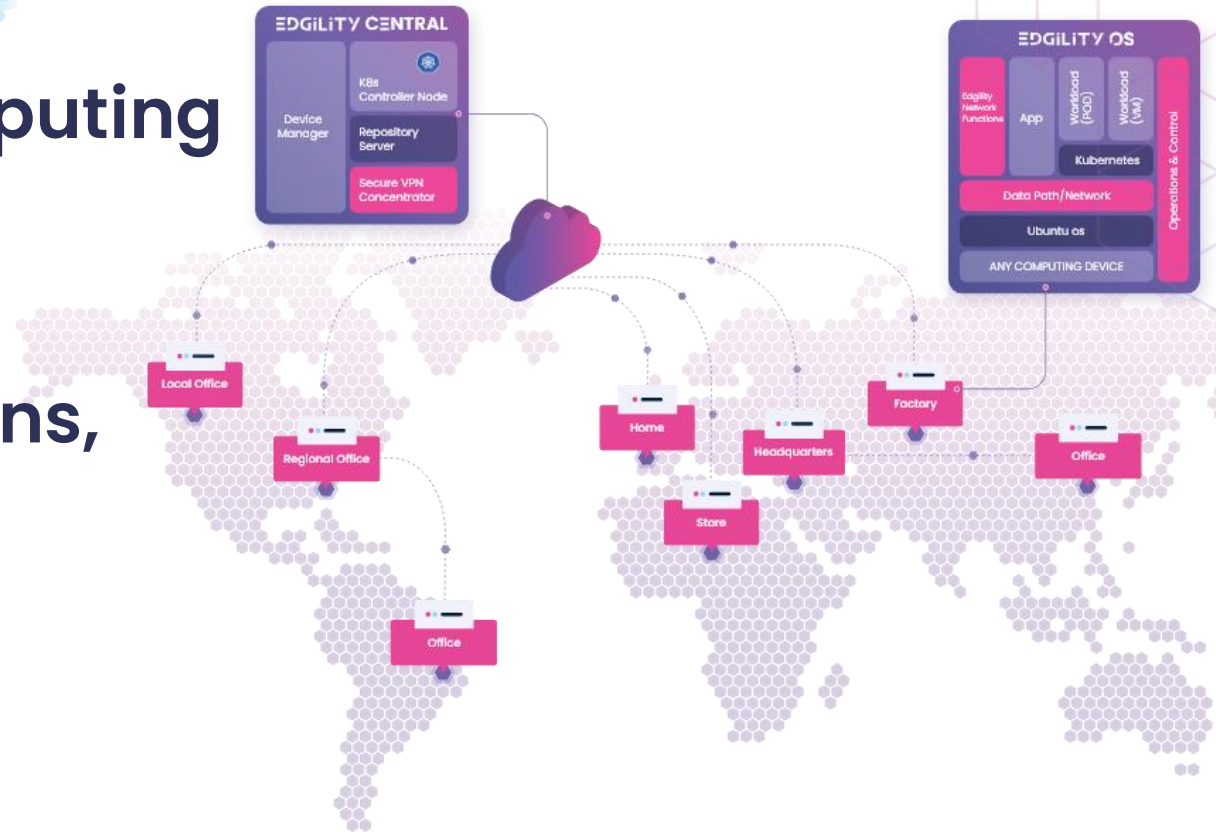 puting
ns,
EDGILITY CENTRAL
Device
Manager
K8s
Controller Node
Repository
Server
Secure VPN
Concentrator
EDGILITY OS
Edgility
Network
Functions
App
Workload
(POD)
Workload
(VM)
Kubernetes
Data Path/Network
Ubuntu os
ANY COMPUTING DEVICE
Operations & Control
Local Office
Regional Office
Office
Home
Store
Headquarters
Factory
Office